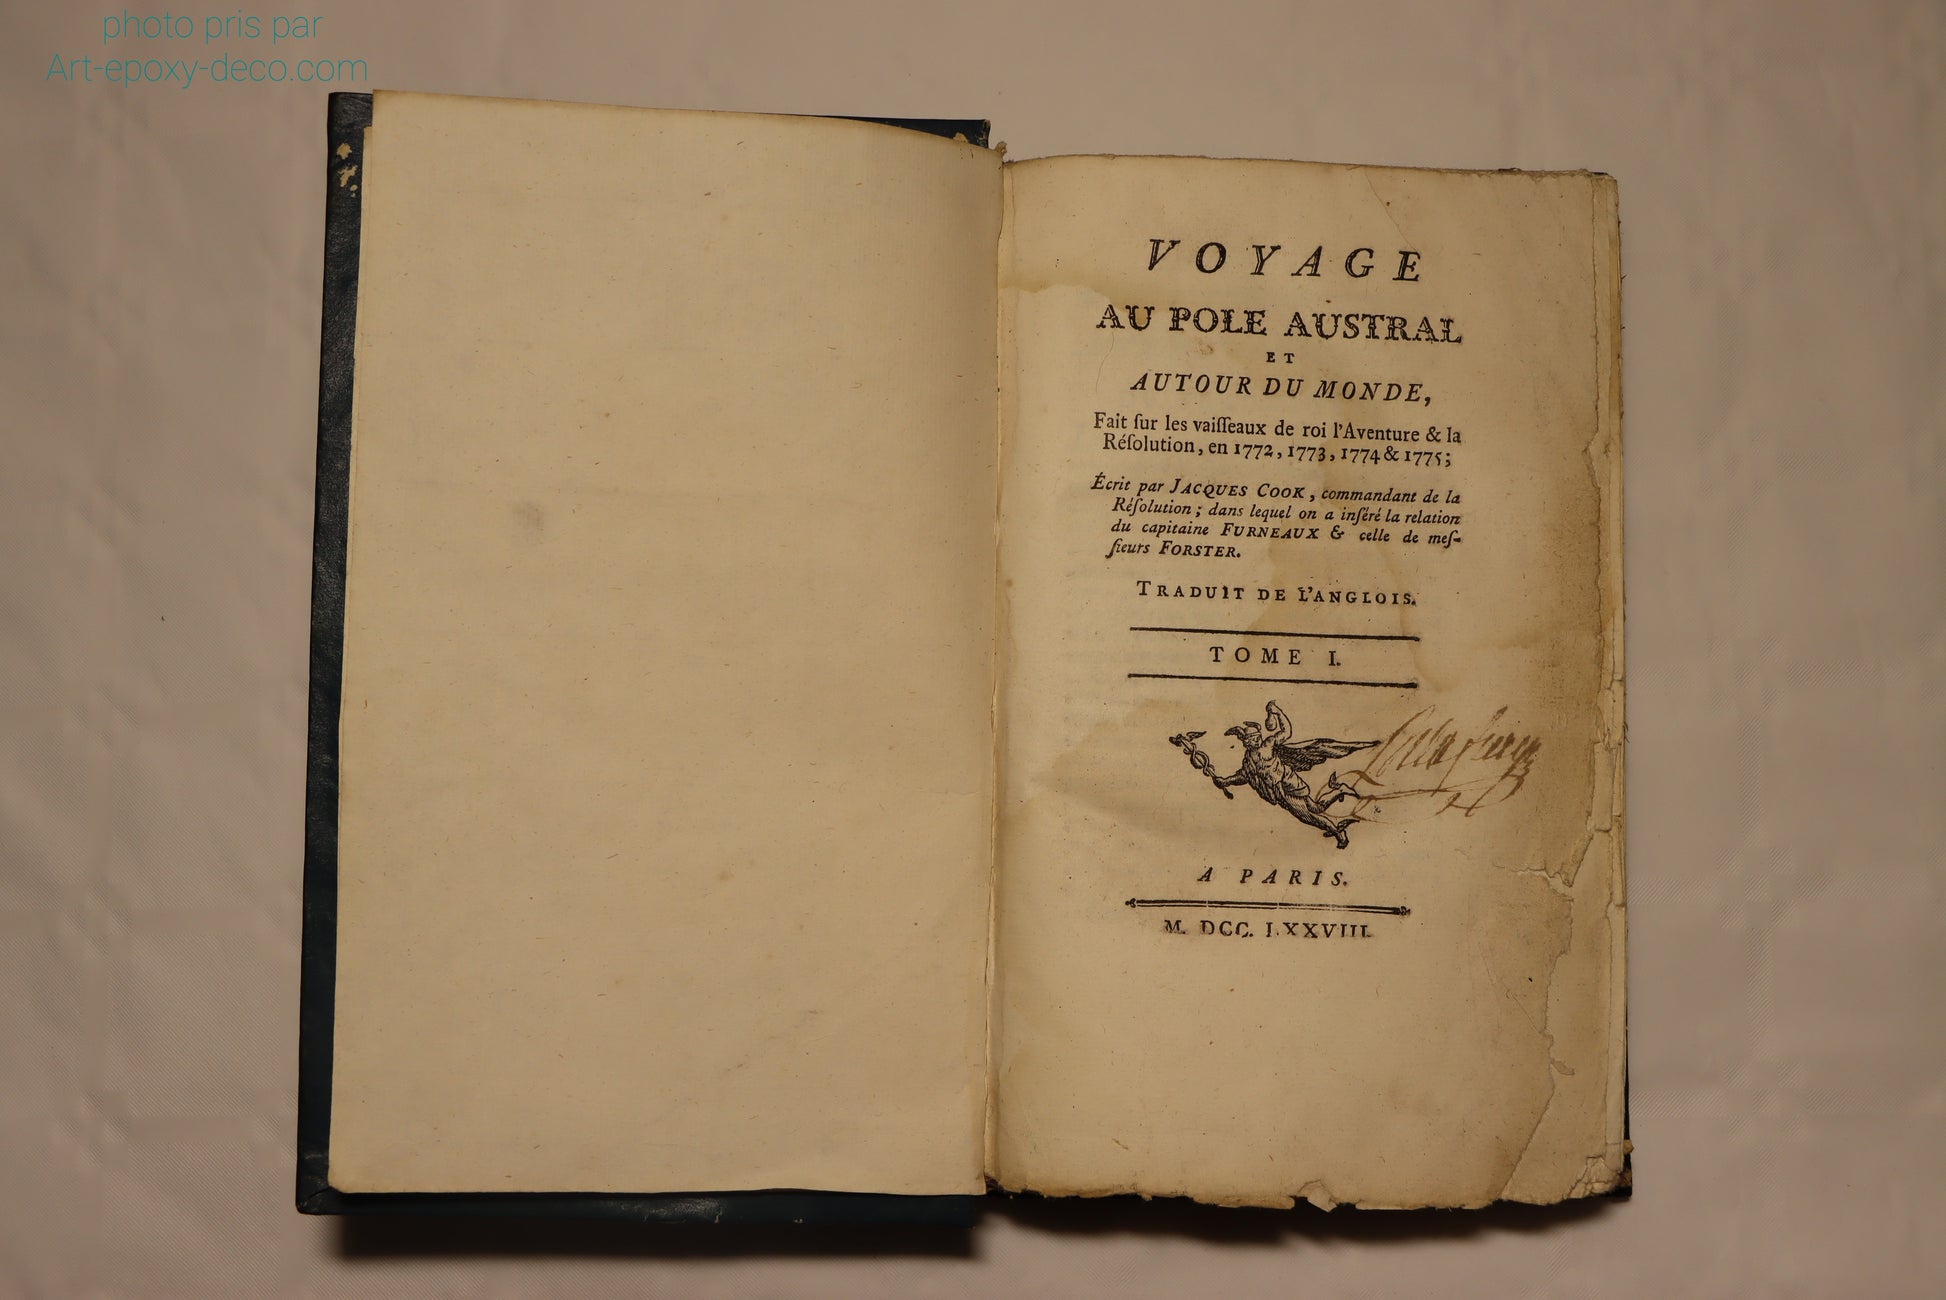 photo pris par
Art-epoxy-deco.com
VOYAGE
AU POLE AUSTRAL
ET
AUTOUR DU MONDE,
Fait ſur les vaiſſeaux de roi l'Aventure & la
Réſolution, en 1772, 1773, 1774 & 1775;
Écrit par JACQUES COOK, commandant de la
Réſolution; dans lequel on a inſéré la relation
du capitaine FURNEAUX & celle de meſ-
ſieurs FORSTER.
TRADUIT DE L'ANGLOIS.
TOME I.
A PARIS.
M. DCC. LXXVIII.